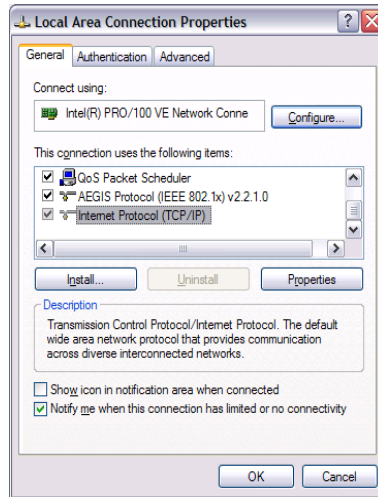 Local Area Connection Properties
General Authentication Advanced
Connect using:
Intel(R) PRO/100 VE Network Conne
Configure...
This connection uses the following items:
QoS Packet Scheduler
AEGIS Protocol (IEEE 802.1x) v2.2.1.0
Internet Protocol (TCP/IP)
Install... Uninstall Properties
Description
Transmission Control Protocol/Internet Protocol. The default
wide area network protocol that provides communication
across diverse interconnected networks.
Show icon in notification area when connected
Notify me when this connection has limited or no connectivity
OK Cancel